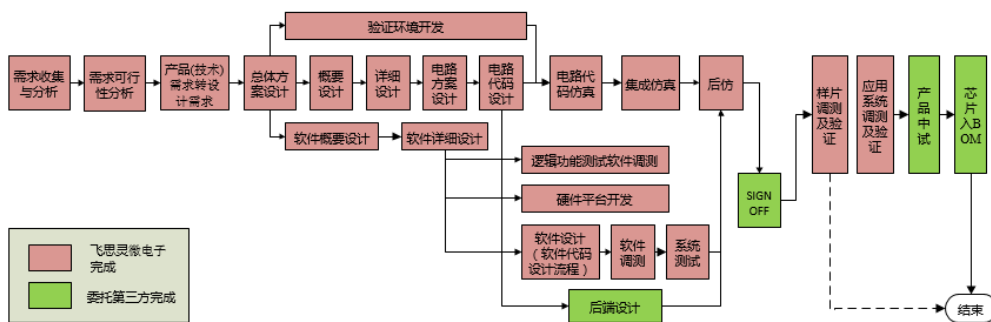 验证环境开发
需求收集
与分析
需求可行
性分析
产品(技术)
需求转设
计需求
总体方
案设计
概要
设计
详细
设计
电路
方案
设计
电路
代码
设计
电路代
码仿真
集成仿真
后仿
样片
调测
及验
证
应用
系统
调测
及验
证
产
品
中
试
芯
片
入B
OM
软件概要设计
软件详细设计
逻辑功能测试软件调测
硬件平台开发
SIGN
OFF
软件设计
（软件代码
设计流程）
软件
调测
系统
测试
后端设计
结束
飞思灵微电子
完成
委托第三方完成